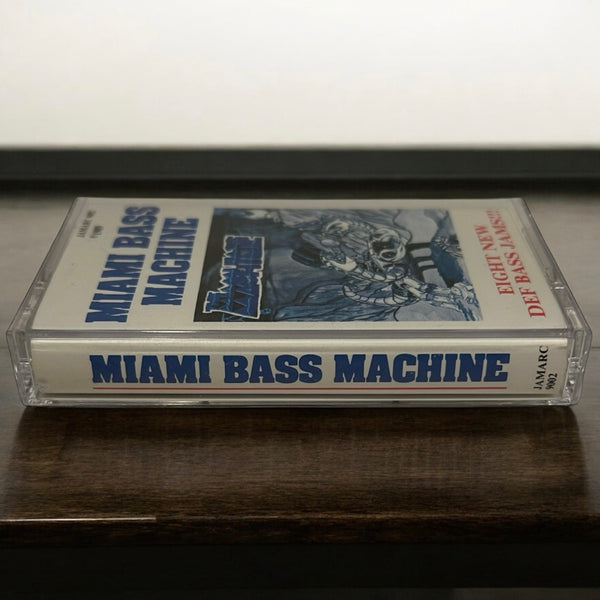 MIAMI BASS
MACHINE
EIGHT NEW
DEF BASS JAMS!!!
MIAMI BASS MACHINE
JAMARC
9002